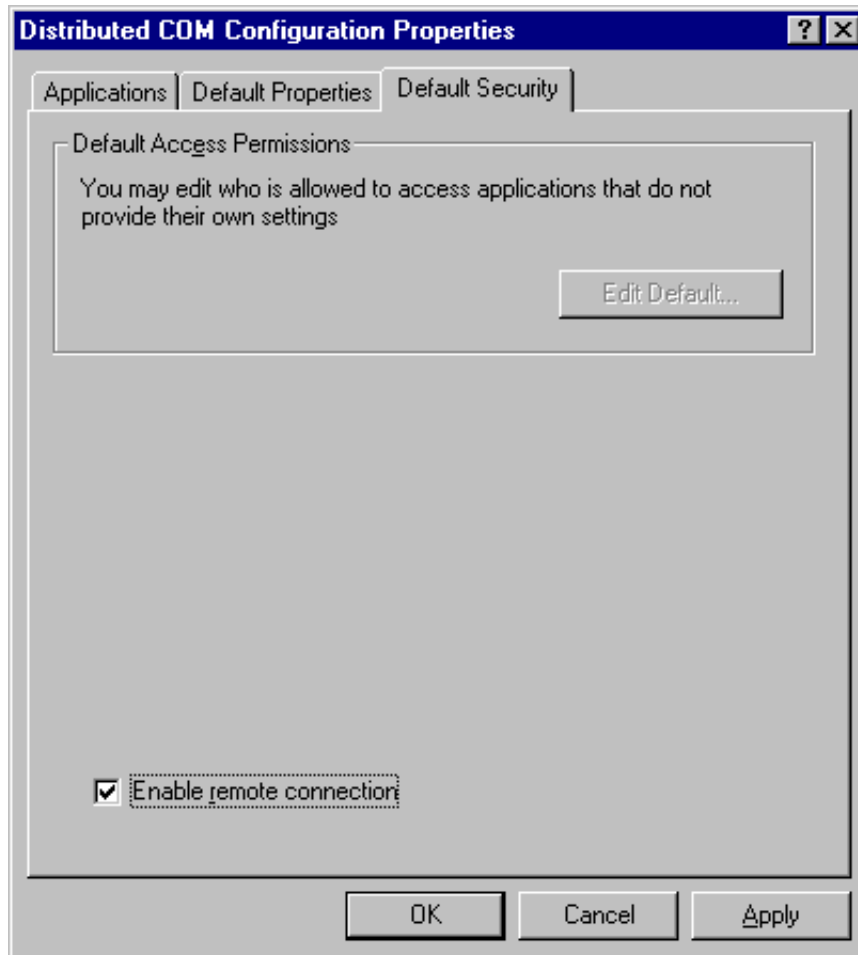 Distributed COM Configuration Properties
Applications
Default Properties
Default Security
Default Access Permissions
You may edit who is allowed to access applications that do not
provide their own settings
Edit Default...
Enable remote connection
OK
Cancel
Apply